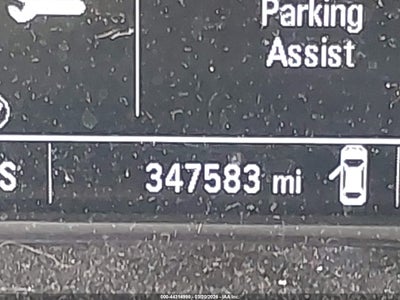 Parking
Assist
S
347583 mi